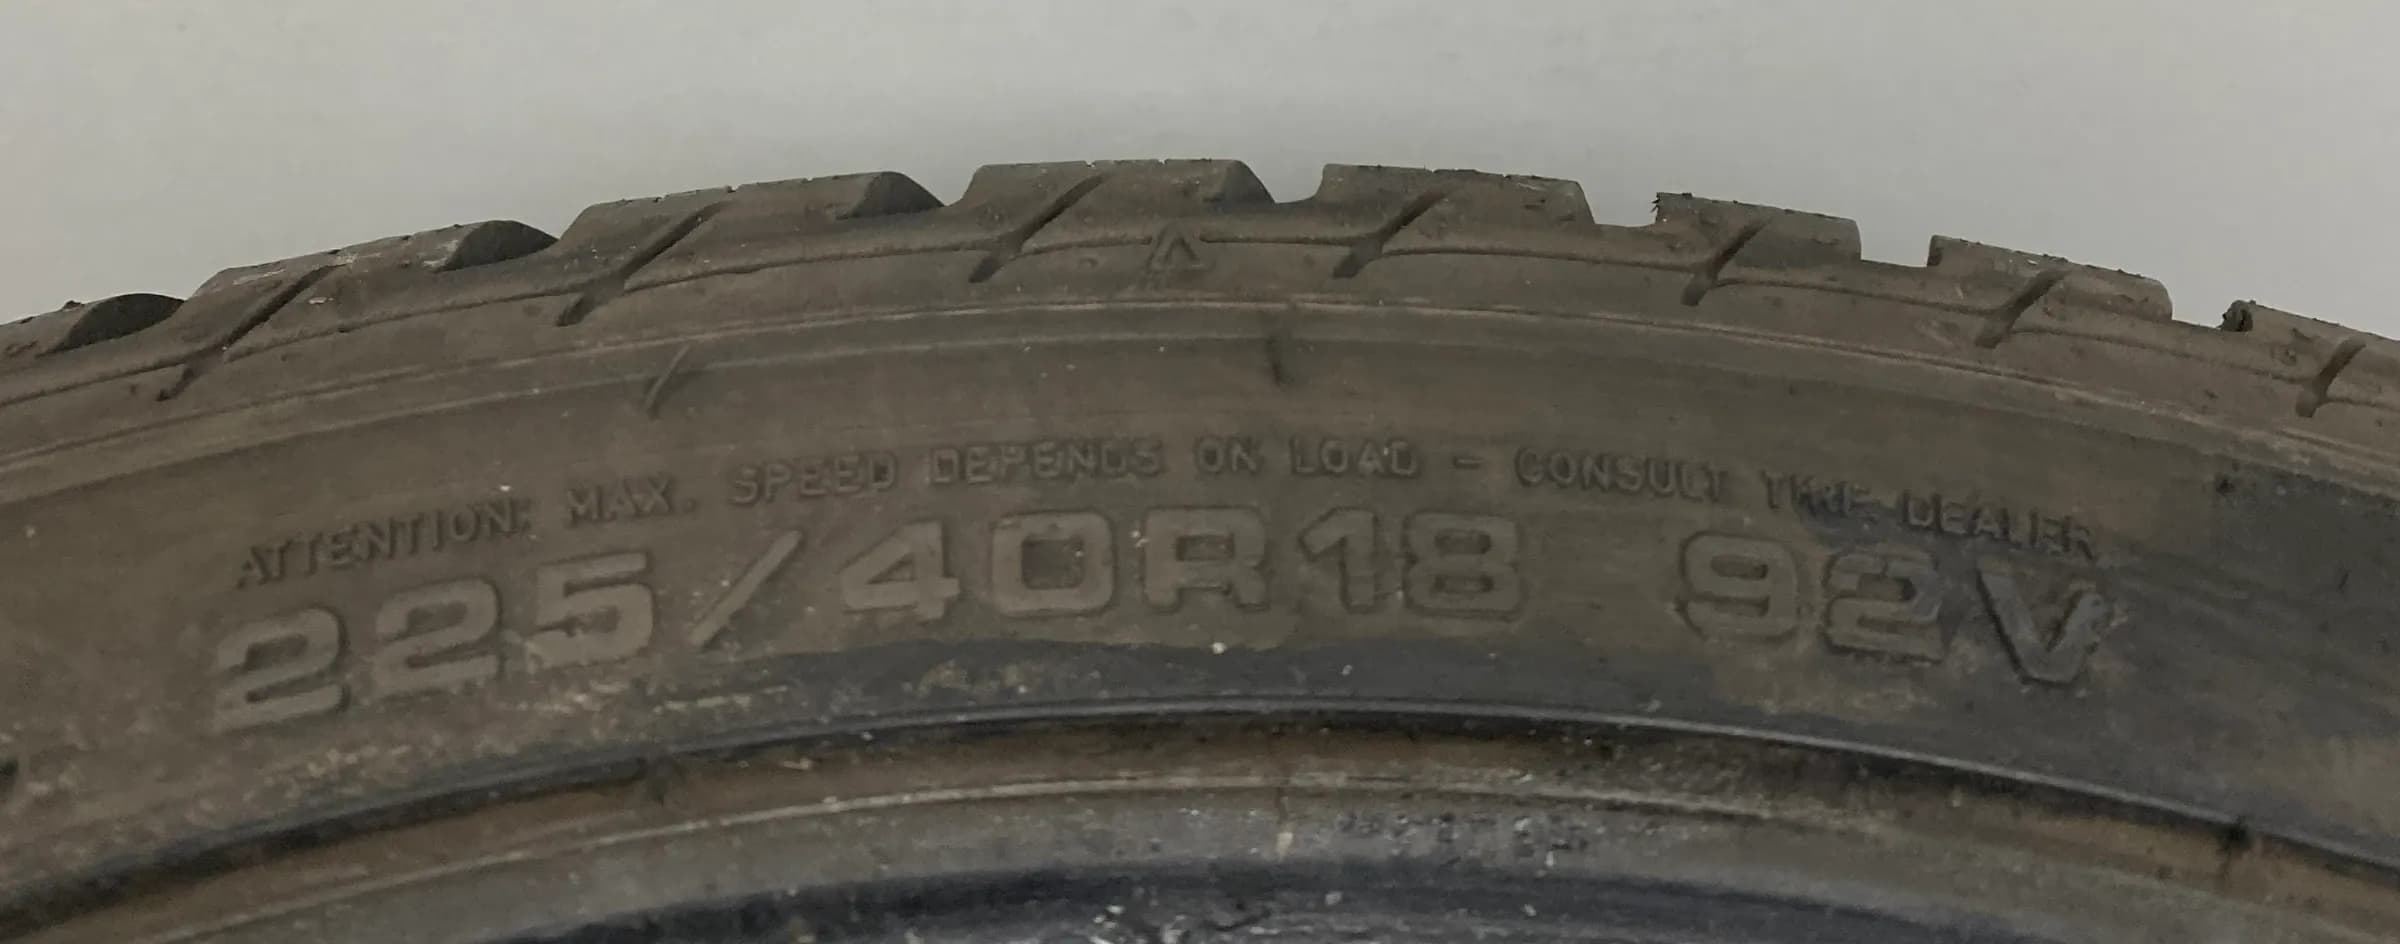 ATTENTION: MAX. SPEED DEPENDS ON LOAD - CONSULT TIRE DEALER
225/40R18 92V